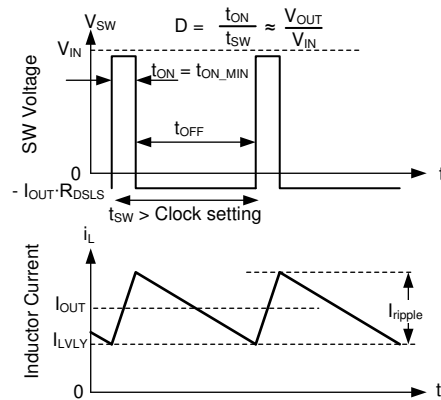 V_SW
D = t_ON / t_SW ≈ V_OUT / V_IN
V_IN
t_ON = t_ON_MIN
SW Voltage
t_OFF
0
t
- I_OUT·R_DSLS
t_SW > Clock setting
i_L
Inductor Current
I_OUT
I_ripple
I_LVLY
0
t